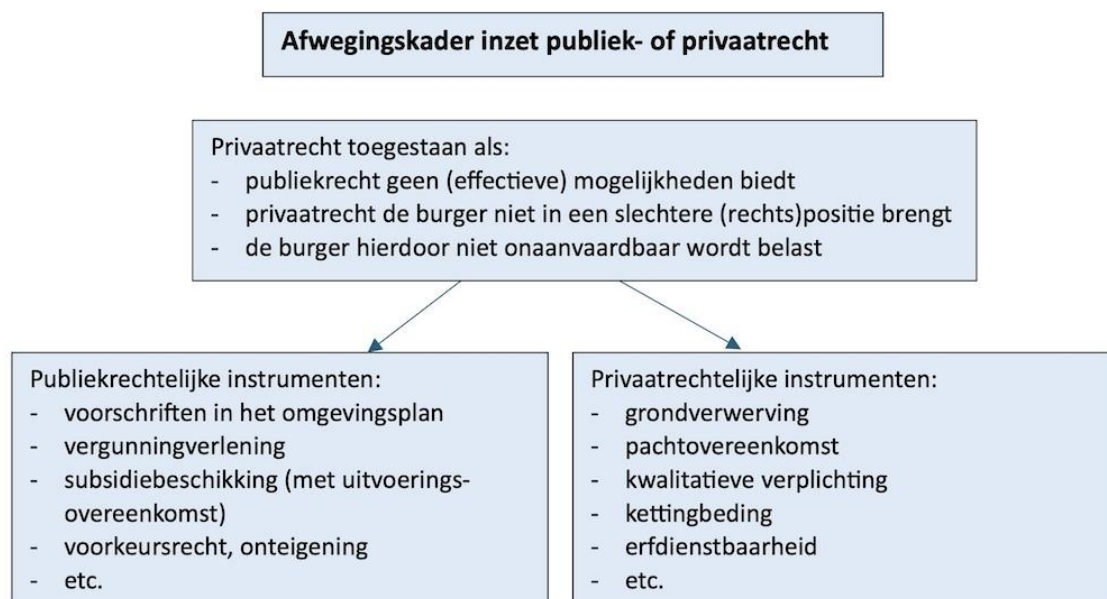 Afwegingskader inzet publiek- of privaatrecht
Privaatrecht toegestaan als:
- publiekrecht geen (effectieve) mogelijkheden biedt
- privaatrecht de burger niet in een slechtere (rechts)positie brengt
- de burger hierdoor niet onaanvaardbaar wordt belast
Publiekrechtelijke instrumenten:
- voorschriften in het omgevingsplan
- vergunningverlening
- subsidiebeschikking (met uitvoerings-
overeenkomst)
- voorkeursrecht, onteigening
- etc.
Privaatrechtelijke instrumenten:
- grondverwerving
- pachtovereenkomst
- kwalitatieve verplichting
- kettingbeding
- erfdienstbaarheid
- etc.